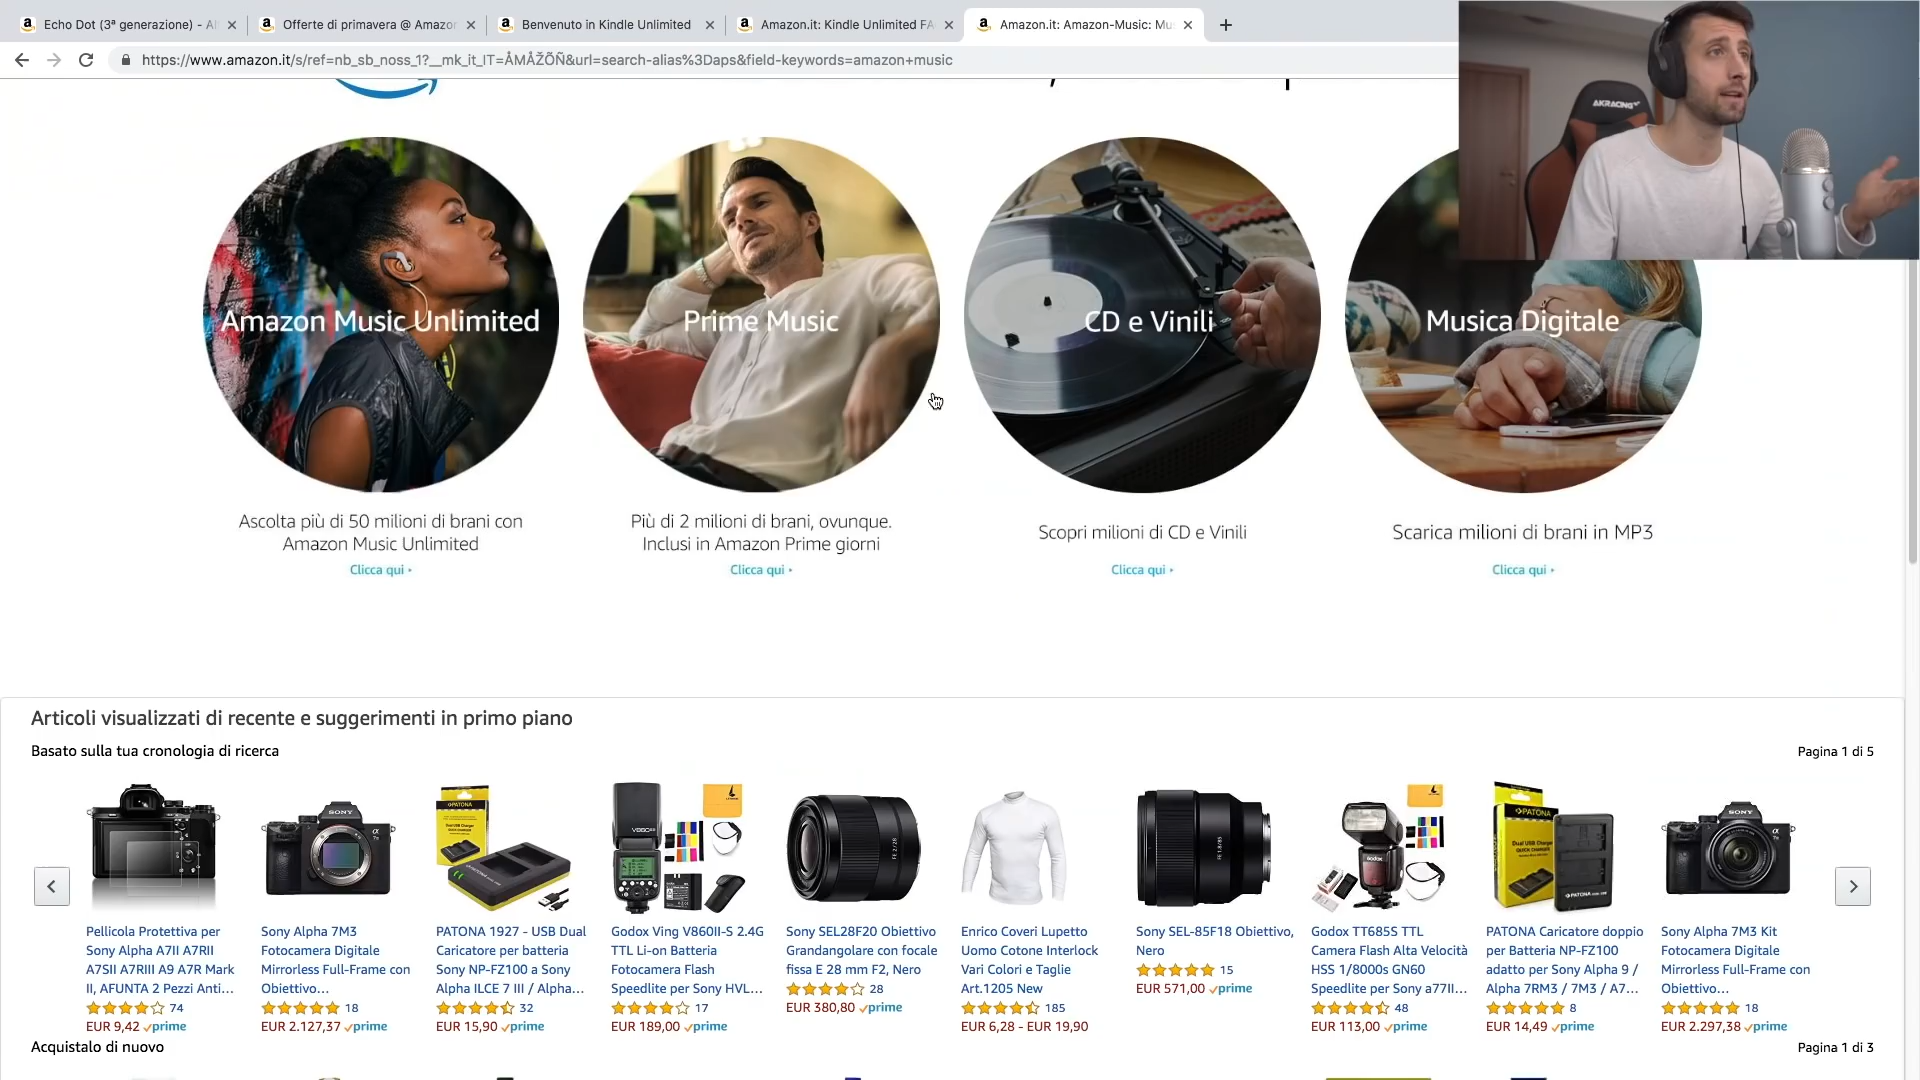 Echo Dot (3ª generazione) - Al
Offerte di primavera @ Amazon
Benvenuto in Kindle Unlimited
Amazon.it: Kindle Unlimited FA
Amazon.it: Amazon-Music: Mu
https://www.amazon.it/s/ref=nb_sb_noss_1?__mk_it_IT=ÅMÅŽÕÑ&url=search-alias%3Daps&field-keywords=amazon+music
AKRACING
Amazon Music Unlimited
Prime Music
CD e Vinili
Musica Digitale
Ascolta più di 50 milioni di brani con
Amazon Music Unlimited
Clicca qui
Più di 2 milioni di brani, ovunque.
Inclusi in Amazon Prime giorni
Clicca qui
Scopri milioni di CD e Vinili
Clicca qui
Scarica milioni di brani in MP3
Clicca qui
Articoli visualizzati di recente e suggerimenti in primo piano
Basato sulla tua cronologia di ricerca
Pagina 1 di 5
Pellicola Protettiva per
Sony Alpha A7II A7RII
A7SII A7RIII A9 A7R Mark
II, AFUNTA 2 Pezzi Anti...
74
EUR 9,42 prime
Sony Alpha 7M3
Fotocamera Digitale
Mirrorless Full-Frame con
Obiettivo...
18
EUR 2.127,37 prime
PATONA 1927 - USB Dual
Caricatore per batteria
Sony NP-FZ100 a Sony
Alpha ILCE 7 III / Alpha...
32
EUR 15,90 prime
Godox Ving V860II-S 2.4G
TTL Li-on Batteria
Fotocamera Flash
Speedlite per Sony HVL...
17
EUR 189,00 prime
Sony SEL28F20 Obiettivo
Grandangolare con focale
fissa E 28 mm F2, Nero
28
EUR 380,80 prime
Enrico Coveri Lupetto
Uomo Cotone Interlock
Vari Colori e Taglie
Art.1205 New
185
EUR 6,28 - EUR 19,90
Sony SEL-85F18 Obiettivo,
Nero
15
EUR 571,00 prime
Godox TT685S TTL
Camera Flash Alta Velocità
HSS 1/8000s GN60
Speedlite per Sony a77II...
48
EUR 113,00 prime
PATONA Caricatore doppio
per Batteria NP-FZ100
adatto per Sony Alpha 9 /
Alpha 7RM3 / 7M3 / A7...
8
EUR 14,49 prime
Sony Alpha 7M3 Kit
Fotocamera Digitale
Mirrorless Full-Frame con
Obiettivo...
18
EUR 2.297,38 prime
Acquistalo di nuovo
Pagina 1 di 3